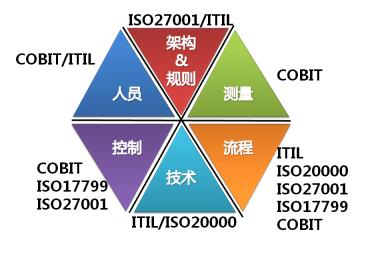 ISO27001/ITIL
COBIT/ITIL
架构
&
规则
COBIT
人员
测量
控制
技术
流程
COBIT
ISO17799
ISO27001
ITIL
ISO20000
ISO27001
ISO17799
COBIT
ITIL/ISO20000